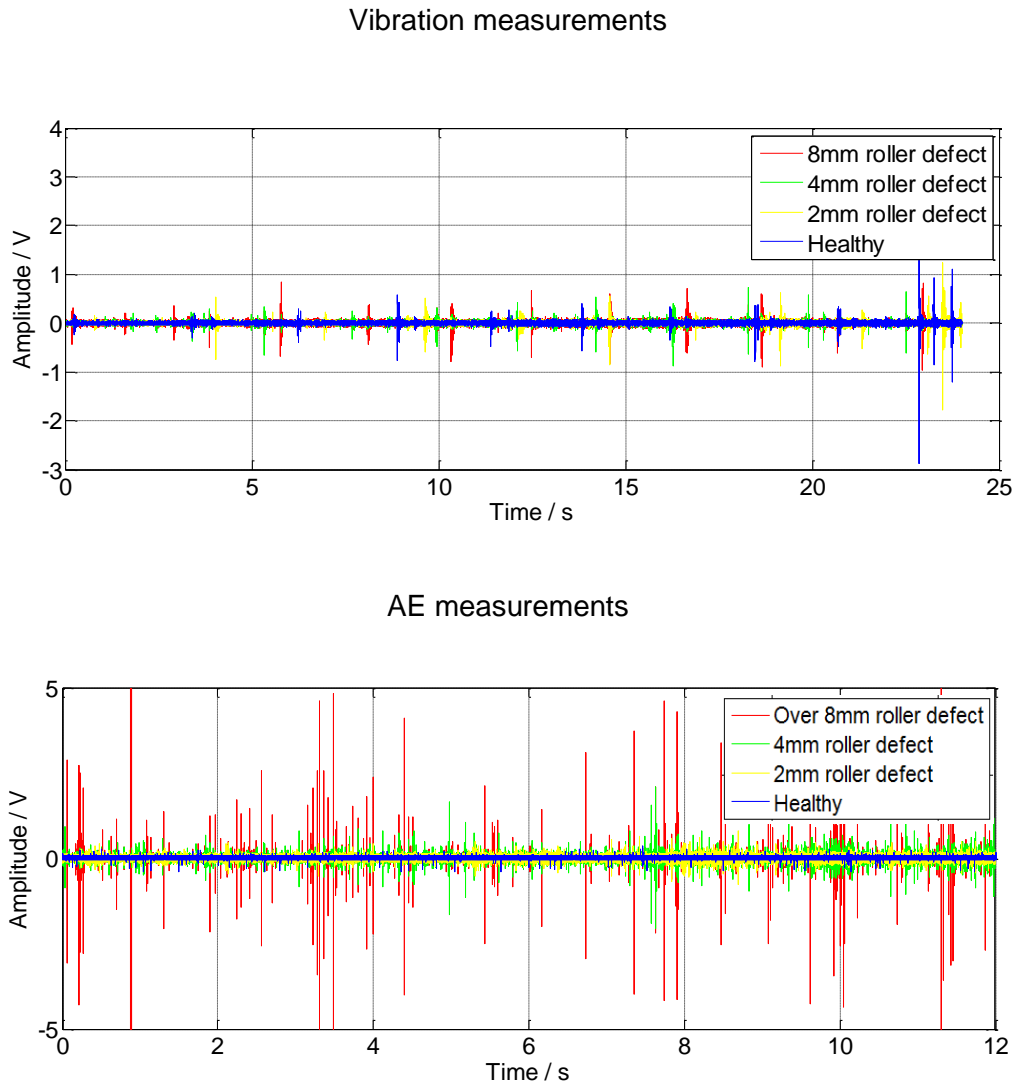 Vibration measurements
4
3
2
1
0
-1
-2
-3
Amplitude / V
8mm roller defect
4mm roller defect
2mm roller defect
Healthy
0 5 10 15 20 25
Time / s
AE measurements
5
0
-5
Amplitude / V
Over 8mm roller defect
4mm roller defect
2mm roller defect
Healthy
0 2 4 6 8 10 12
Time / s